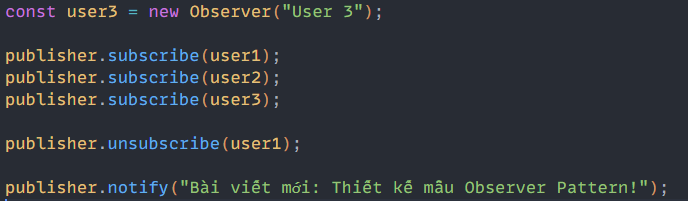 const user3 = new Observer("User 3");
publisher.subscribe(user1);
publisher.subscribe(user2);
publisher.subscribe(user3);
publisher.unsubscribe(user1);
publisher.notify("Bài viết mới: Thiết kế mẫu Observer Pattern!");